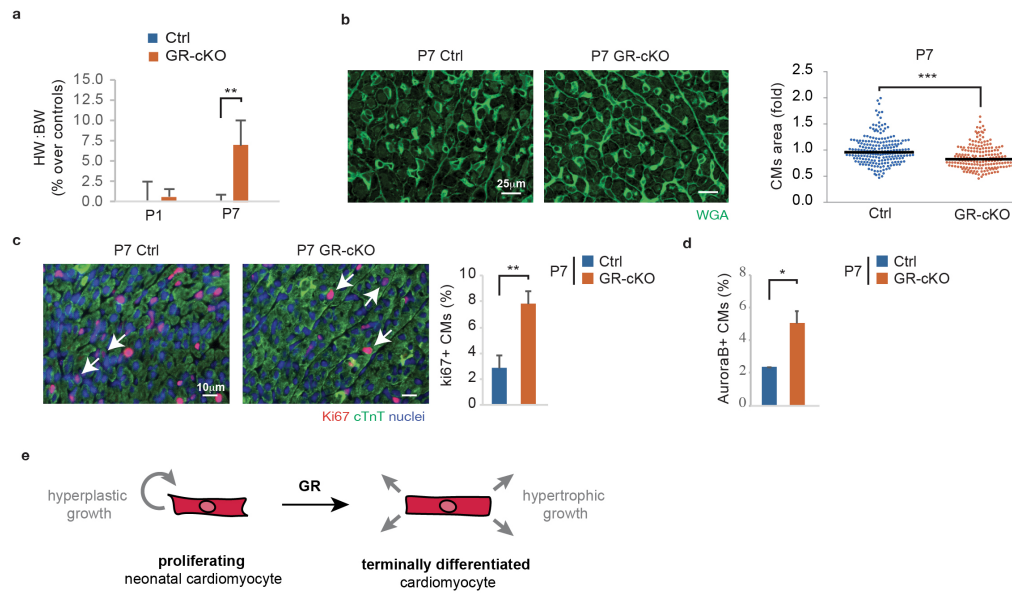 a
Ctrl
GR-cKO
HW:BW
(% over controls)
15.0
12.5
10.0
7.5
5.0
2.5
0.0
**
P1
P7
b
P7 Ctrl
P7 GR-cKO
25µm
WGA
P7
CMs area (fold)
2.5
2.0
1.5
1.0
0.5
0.0
***
Ctrl
GR-cKO
c
P7 Ctrl
P7 GR-cKO
10µm
Ki67 cTnT nuclei
ki67+ CMs (%)
10
8
6
4
2
0
**
P7
Ctrl
GR-cKO
d
AuroraB+ CMs (%)
8
6
4
2
0
*
P7
Ctrl
GR-cKO
e
hyperplastic
growth
GR
hypertrophic
growth
proliferating
neonatal cardiomyocyte
terminally differentiated
cardiomyocyte